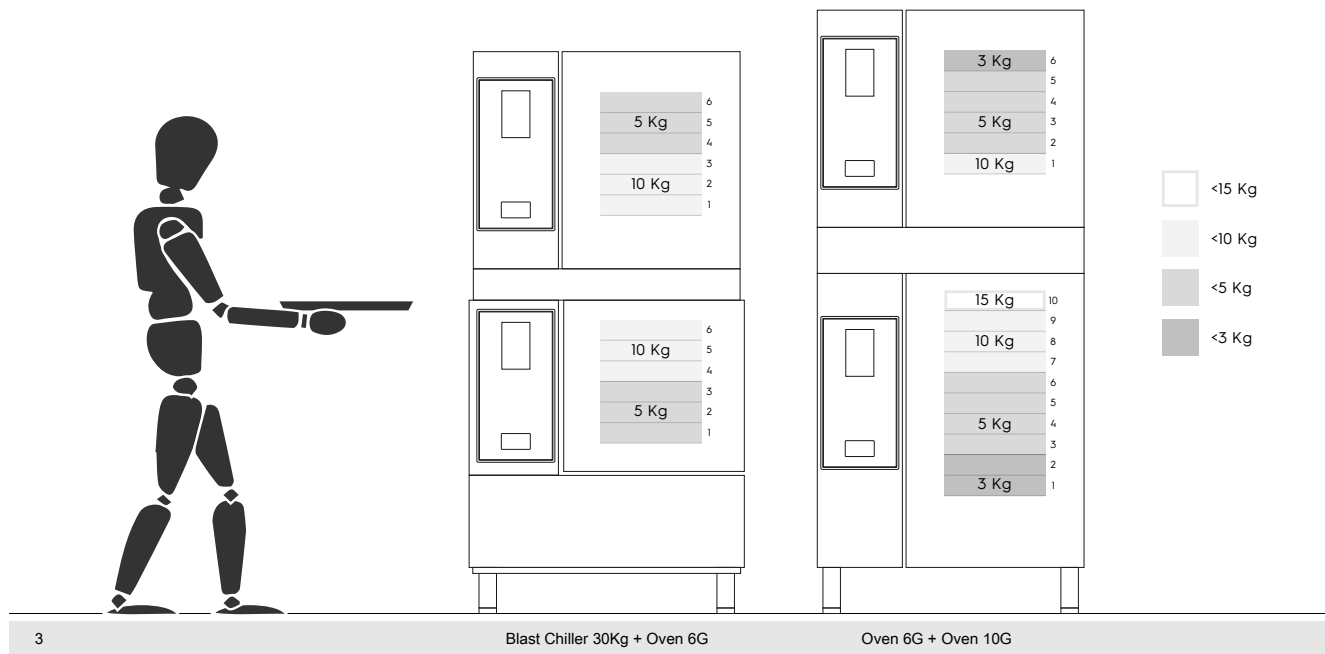 6
5 Kg 5
4
3
10 Kg 2
1
6
10 Kg 5
4
3
5 Kg 2
1
3 Kg 6
5
4
5 Kg 3
2
10 Kg 1
15 Kg 10
9
10 Kg 8
7
6
5
5 Kg 4
3
2
3 Kg 1
<15 Kg
<10 Kg
<5 Kg
<3 Kg
3 Blast Chiller 30Kg + Oven 6G Oven 6G + Oven 10G